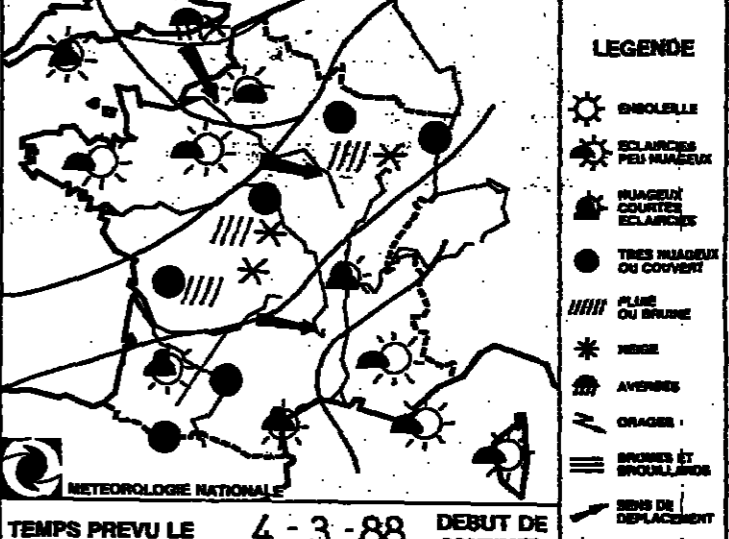 LEGENDE
ENSOLEILLE
ECLAIRCIES
PEU NUAGEUX
NUAGEUX
COURTES
ECLAIRCIES
TRES NUAGEUX
OU COUVERT
PLUIE
OU BRUINE
NEIGE
AVERSES
ORAGES
BRUMES ET
BROUILLARDS
SENS DE
DEPLACEMENT
METEOROLOGIE NATIONALE
TEMPS PREVU LE 4-3-88 DEBUT DE